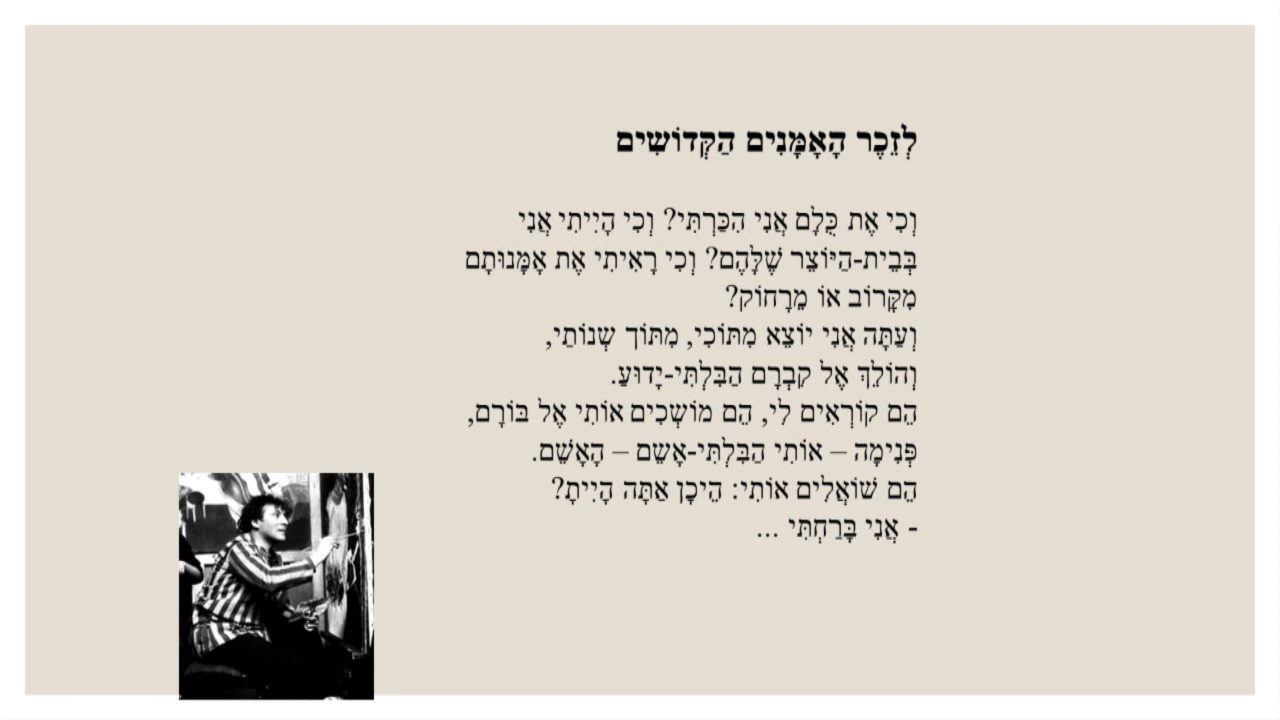 לְזֵכֶר הָאָמָּנִים הַקְּדוֹשִׁים
וְכִי אֶת כֻּלָּם אֲנִי הִכַּרְתִּי? וְכִי הָיִיתִי אֲנִי
בְּבֵית-הַיּוֹצֵר שֶׁלָּהֶם? וְכִי רָאִיתִי אֶת אָמָּנוּתָם
מִקָּרוֹב אוֹ מֵרָחוֹק?
וְעַתָּה אֲנִי יוֹצֵא מִתּוֹכִי, מִתּוֹךְ שְׁנוֹתַי,
וְהוֹלֵךְ אֶל קִבְרָם הַבִּלְתִּי-יָדוּעַ.
הֵם קוֹרְאִים לִי, הֵם מוֹשְׁכִים אוֹתִי אֶל בּוֹרָם,
פְּנִימָה – אוֹתִי הַבִּלְתִּי-אָשֵׁם – הָאָשֵׁם.
הֵם שׁוֹאֲלִים אוֹתִי: הֵיכָן אַתָּה הָיִיתָ?
- אֲנִי בָּרַחְתִּי ...